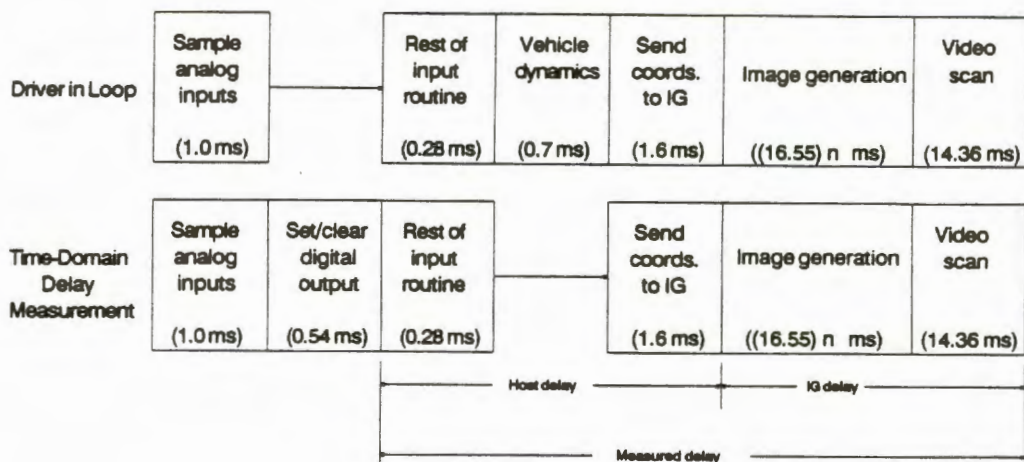 Driver in Loop
Sample
analog
inputs
(1.0 ms)
Rest of
input
routine
(0.28 ms)
Vehicle
dynamics
(0.7 ms)
Send
coords.
to IG
(1.6 ms)
Image generation
((16.55) n ms)
Video
scan
(14.36 ms)
Time-Domain
Delay
Measurement
Sample
analog
inputs
(1.0 ms)
Set/clear
digital
output
(0.54 ms)
Rest of
input
routine
(0.28 ms)
Send
coords.
to IG
(1.6 ms)
Image generation
((16.55) n ms)
Video
scan
(14.36 ms)
Host delay
IG delay
Measured delay